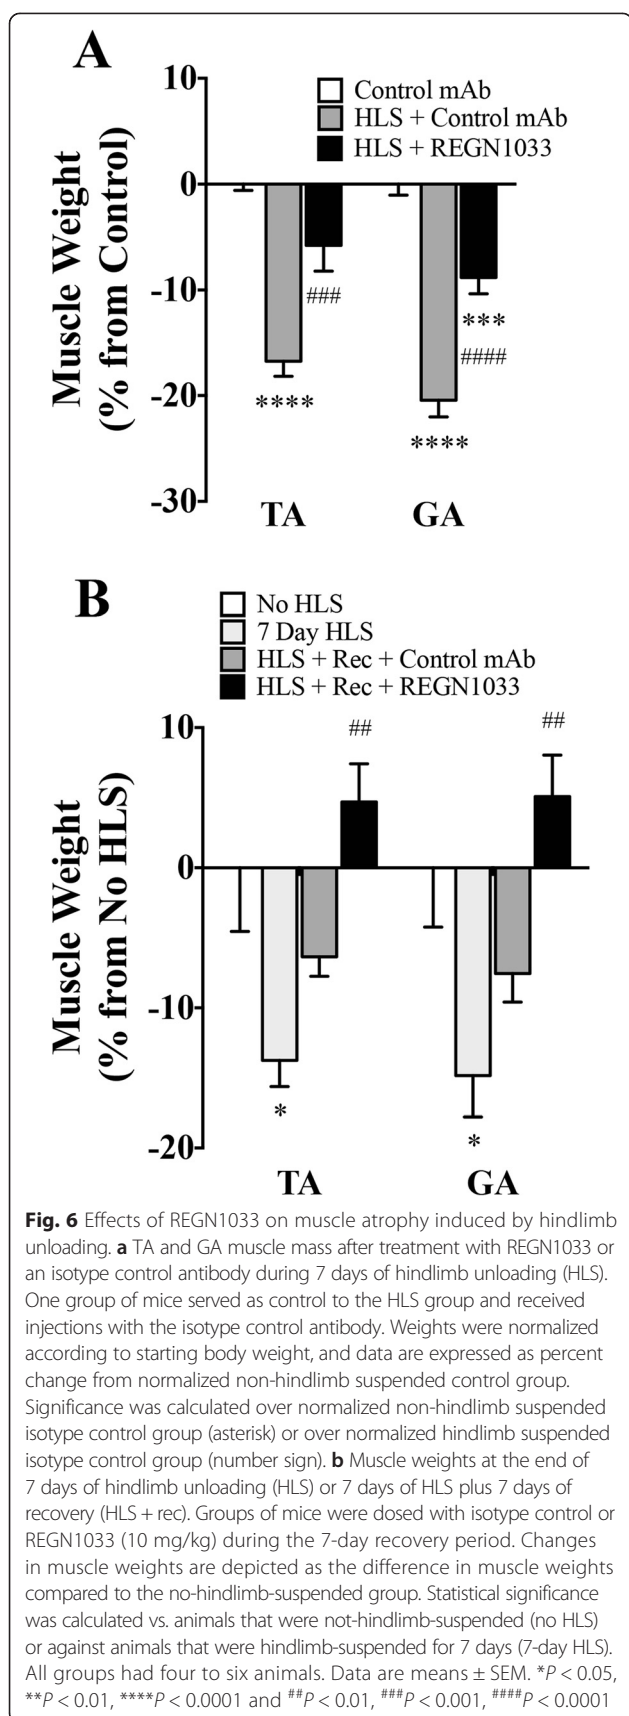 A
Control mAb
HLS + Control mAb
HLS + REGN1033
Muscle Weight
(% from Control)
10
0
-10
-20
-30
###
****
***
####
****
TA
GA
B
No HLS
7 Day HLS
HLS + Rec + Control mAb
HLS + Rec + REGN1033
Muscle Weight
(% from No HLS)
10
0
-10
-20
##
##
*
*
TA
GA
Fig. 6 Effects of REGN1033 on muscle atrophy induced by hindlimb
unloading. a TA and GA muscle mass after treatment with REGN1033 or
an isotype control antibody during 7 days of hindlimb unloading (HLS).
One group of mice served as control to the HLS group and received
injections with the isotype control antibody. Weights were normalized
according to starting body weight, and data are expressed as percent
change from normalized non-hindlimb suspended control group.
Significance was calculated over normalized non-hindlimb suspended
isotype control group (asterisk) or over normalized hindlimb suspended
isotype control group (number sign). b Muscle weights at the end of
7 days of hindlimb unloading (HLS) or 7 days of HLS plus 7 days of
recovery (HLS + rec). Groups of mice were dosed with isotype control or
REGN1033 (10 mg/kg) during the 7-day recovery period. Changes
in muscle weights are depicted as the difference in muscle weights
compared to the no-hindlimb-suspended group. Statistical significance
was calculated vs. animals that were not-hindlimb-suspended (no HLS)
or against animals that were hindlimb-suspended for 7 days (7-day HLS).
All groups had four to six animals. Data are means ± SEM. *P < 0.05,
**P < 0.01, ****P < 0.0001 and ##P < 0.01, ###P < 0.001, ####P < 0.0001